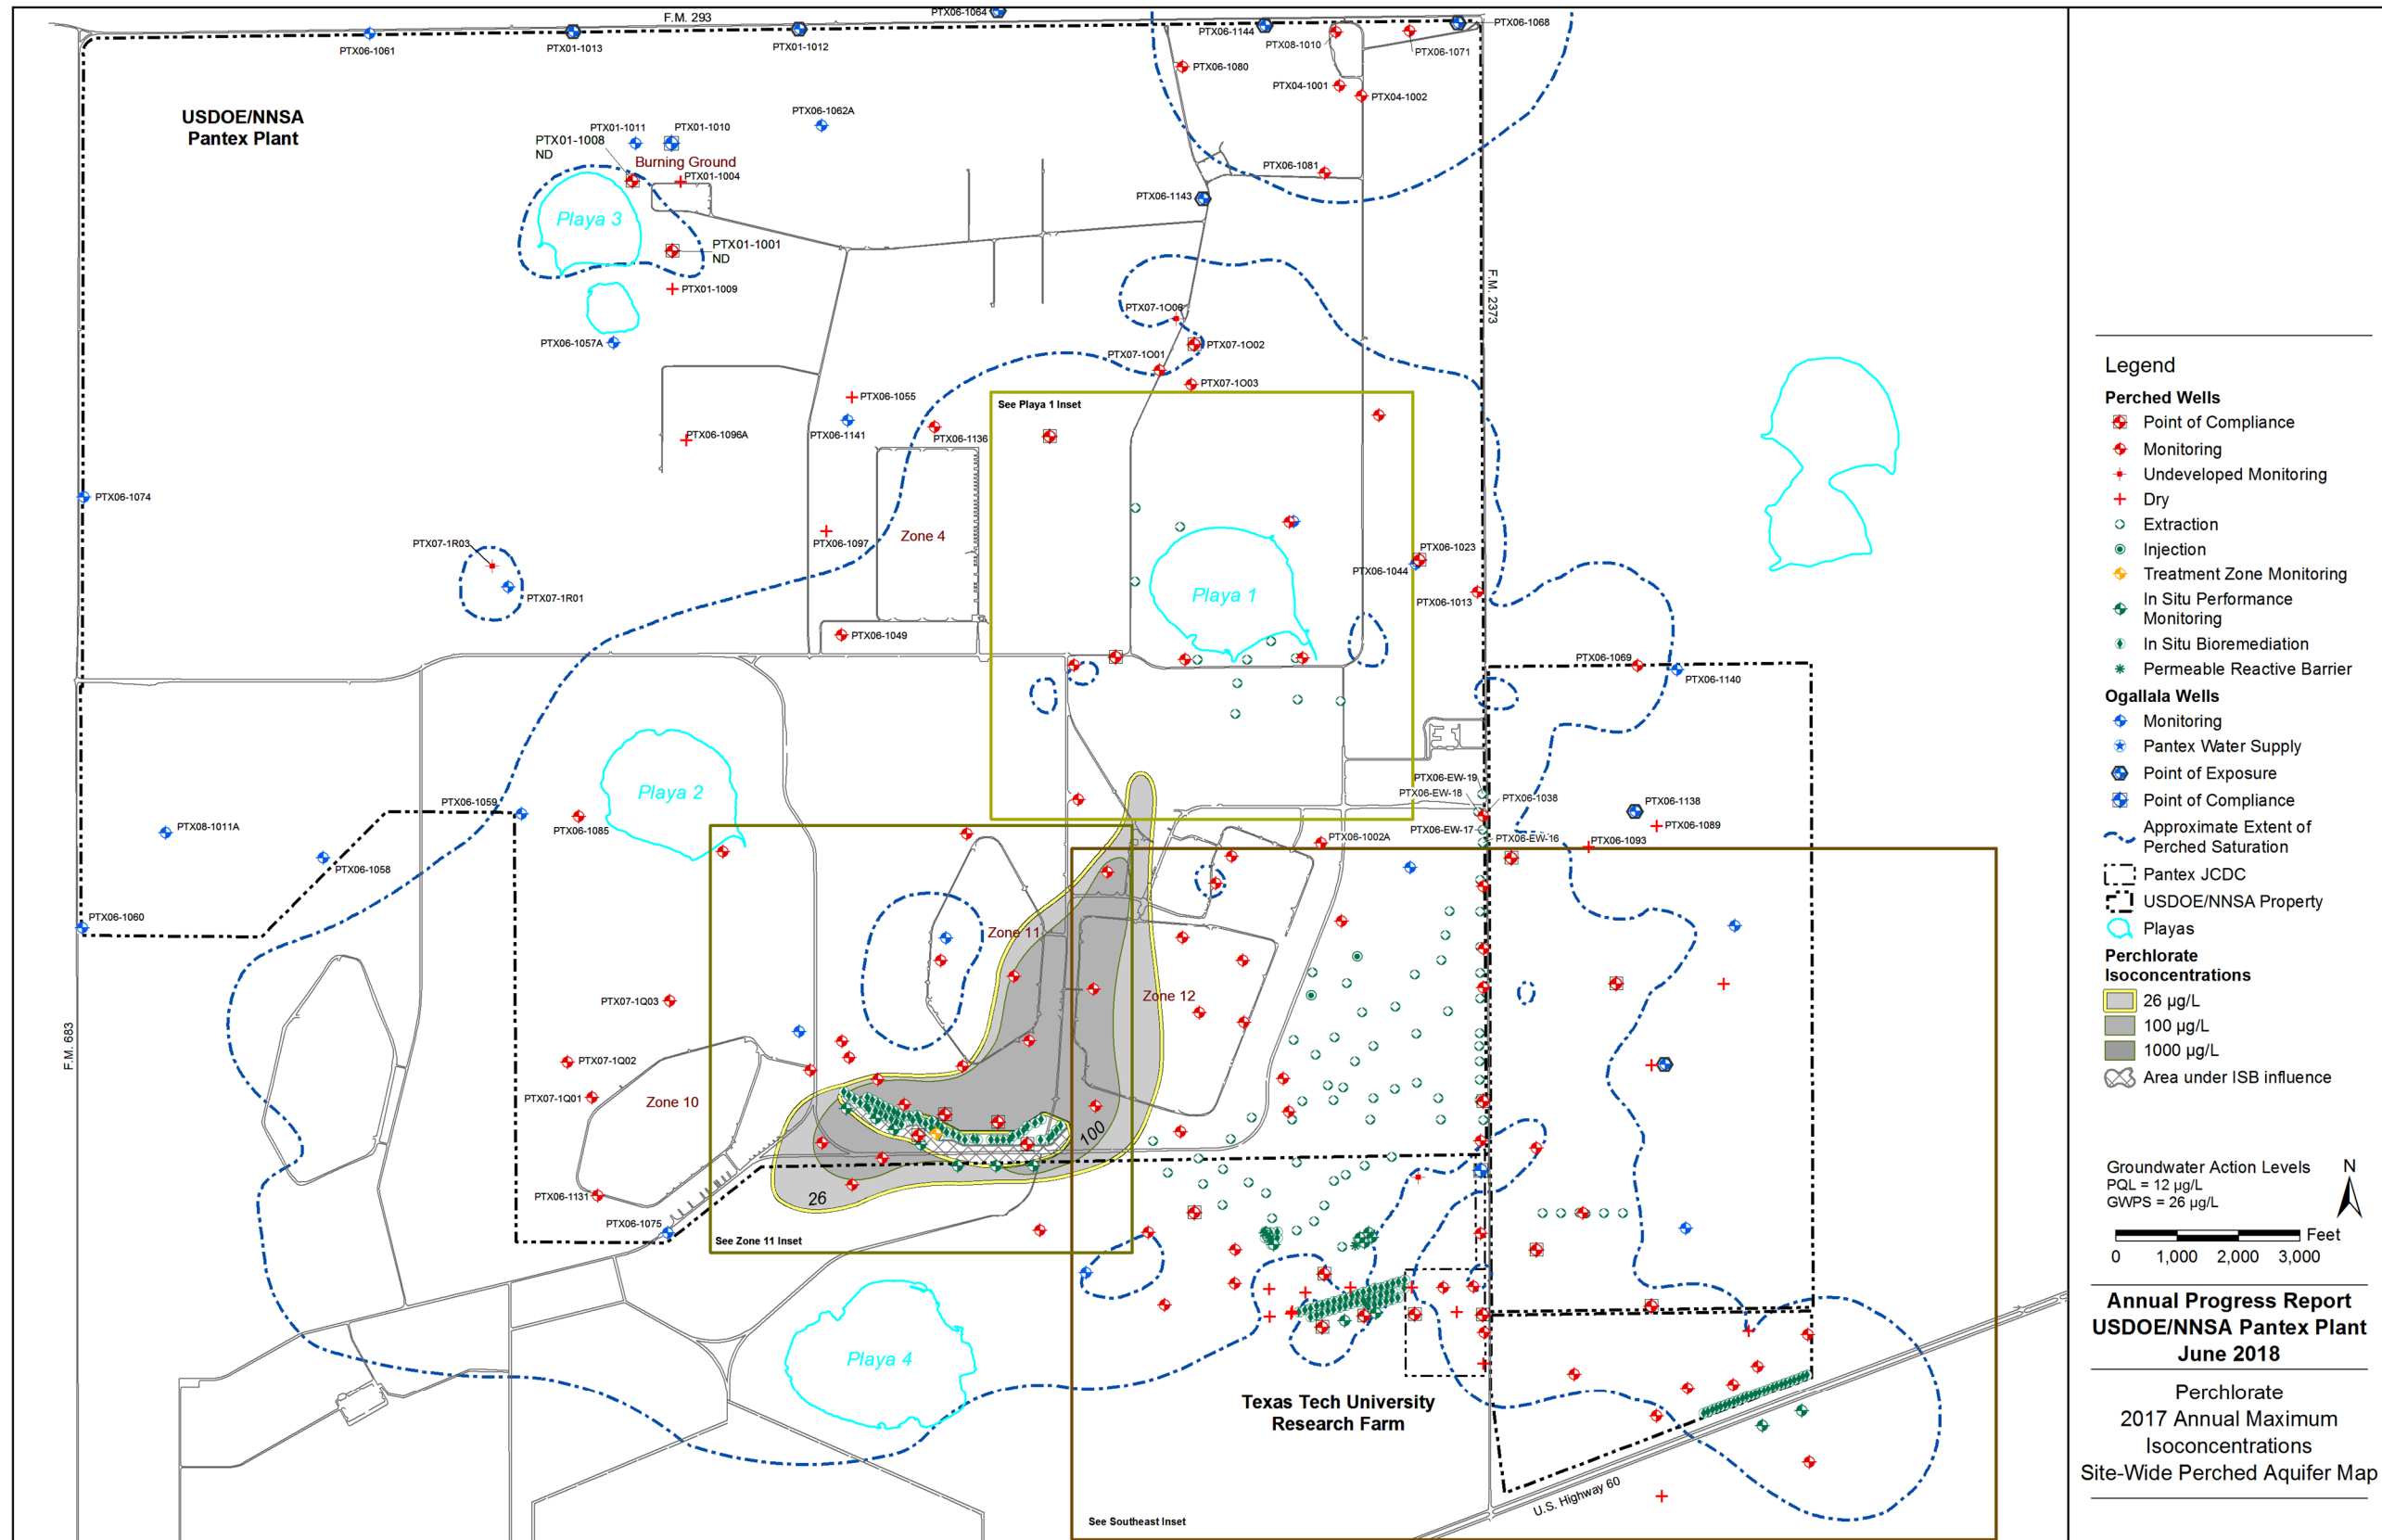 F.M. 293
PTX06-1064
PTX06-1061
PTX01-1013
PTX01-1012
PTX06-1144
PTX08-1010
PTX06-1071
PTX06-1068
PTX06-1080
PTX04-1001
PTX04-1002
USDOE/NNSA
Pantex Plant
PTX06-1062A
PTX01-1011
PTX01-1010
PTX01-1008
ND
Burning Ground
PTX01-1004
PTX06-1081
PTX06-1143
Playa 3
PTX01-1001
ND
PTX01-1009
F.M. 2373
PTX07-1O06
PTX06-1057A
PTX07-1O02
PTX07-1O01
PTX07-1O03
PTX06-1055
See Playa 1 Inset
PTX06-1096A
PTX06-1141
PTX06-1136
PTX06-1074
PTX07-1R03
PTX06-1097
Zone 4
PTX06-1023
PTX06-1044
PTX07-1R01
Playa 1
PTX06-1013
PTX06-1049
PTX06-1069
PTX06-1140
Playa 2
PTX06-EW-19
PTX06-EW-18
PTX06-1038
PTX06-1059
PTX06-1138
PTX08-1011A
PTX06-1085
PTX06-EW-17
PTX06-1089
PTX06-1002A
PTX06-EW-16
PTX06-1093
PTX06-1058
PTX06-1060
Zone 11
Zone 12
PTX07-1Q03
F.M. 683
PTX07-1Q02
PTX07-1Q01
Zone 10
100
26
PTX06-1131
PTX06-1075
See Zone 11 Inset
Playa 4
Texas Tech University
Research Farm
U.S. Highway 60
See Southeast Inset
Legend
Perched Wells
Point of Compliance
Monitoring
Undeveloped Monitoring
Dry
Extraction
Injection
Treatment Zone Monitoring
In Situ Performance
Monitoring
In Situ Bioremediation
Permeable Reactive Barrier
Ogallala Wells
Monitoring
Pantex Water Supply
Point of Exposure
Point of Compliance
Approximate Extent of
Perched Saturation
Pantex JCDC
USDOE/NNSA Property
Playas
Perchlorate
Isoconcentrations
26 µg/L
100 µg/L
1000 µg/L
Area under ISB influence
Groundwater Action Levels
PQL = 12 µg/L
GWPS = 26 µg/L
N
Feet
0 1,000 2,000 3,000
Annual Progress Report
USDOE/NNSA Pantex Plant
June 2018
Perchlorate
2017 Annual Maximum
Isoconcentrations
Site-Wide Perched Aquifer Map